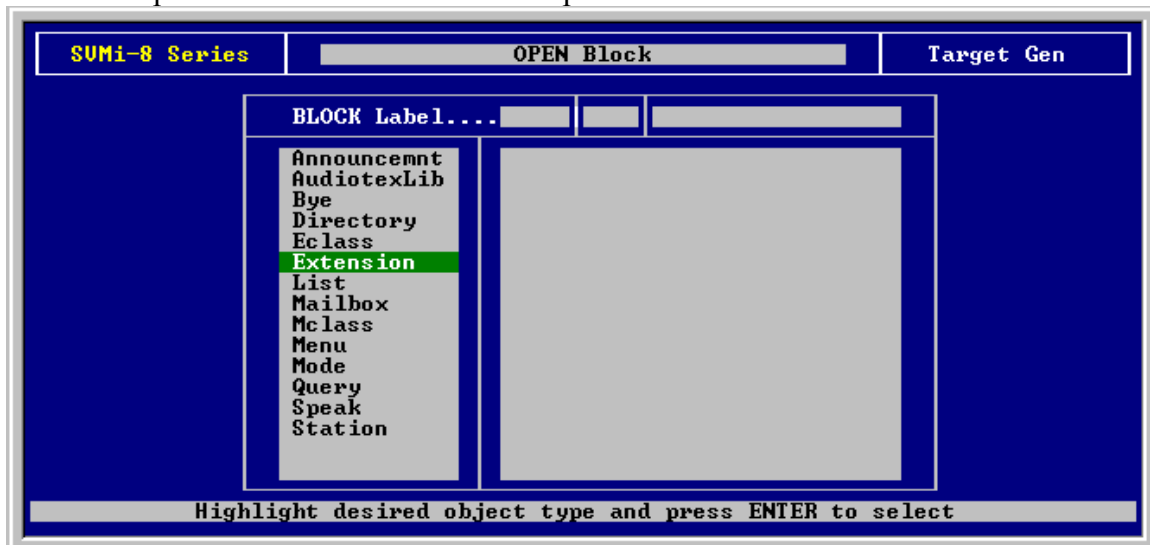 SVMi-8 Series OPEN Block Target Gen
BLOCK Label....
Announcemnt
AudiotexLib
Bye
Directory
Eclass
Extension
List
Mailbox
Mclass
Menu
Mode
Query
Speak
Station
Highlight desired object type and press ENTER to select